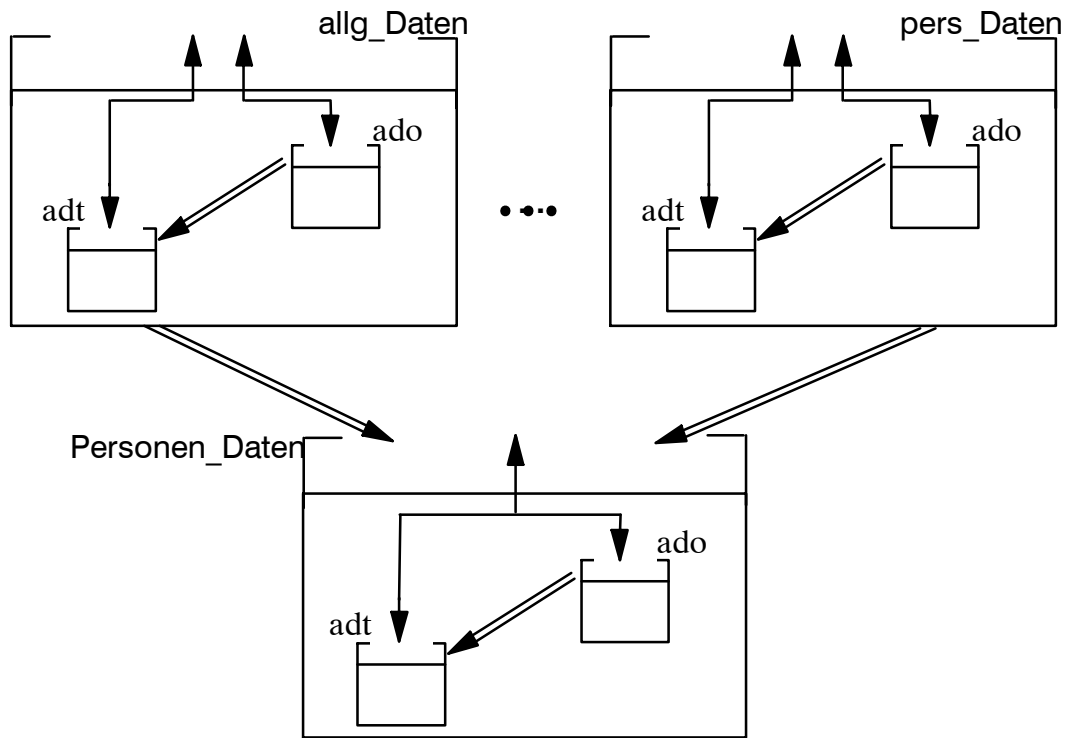 allg_Daten
pers_Daten
ado
ado
adt
adt
Personen_Daten
ado
adt